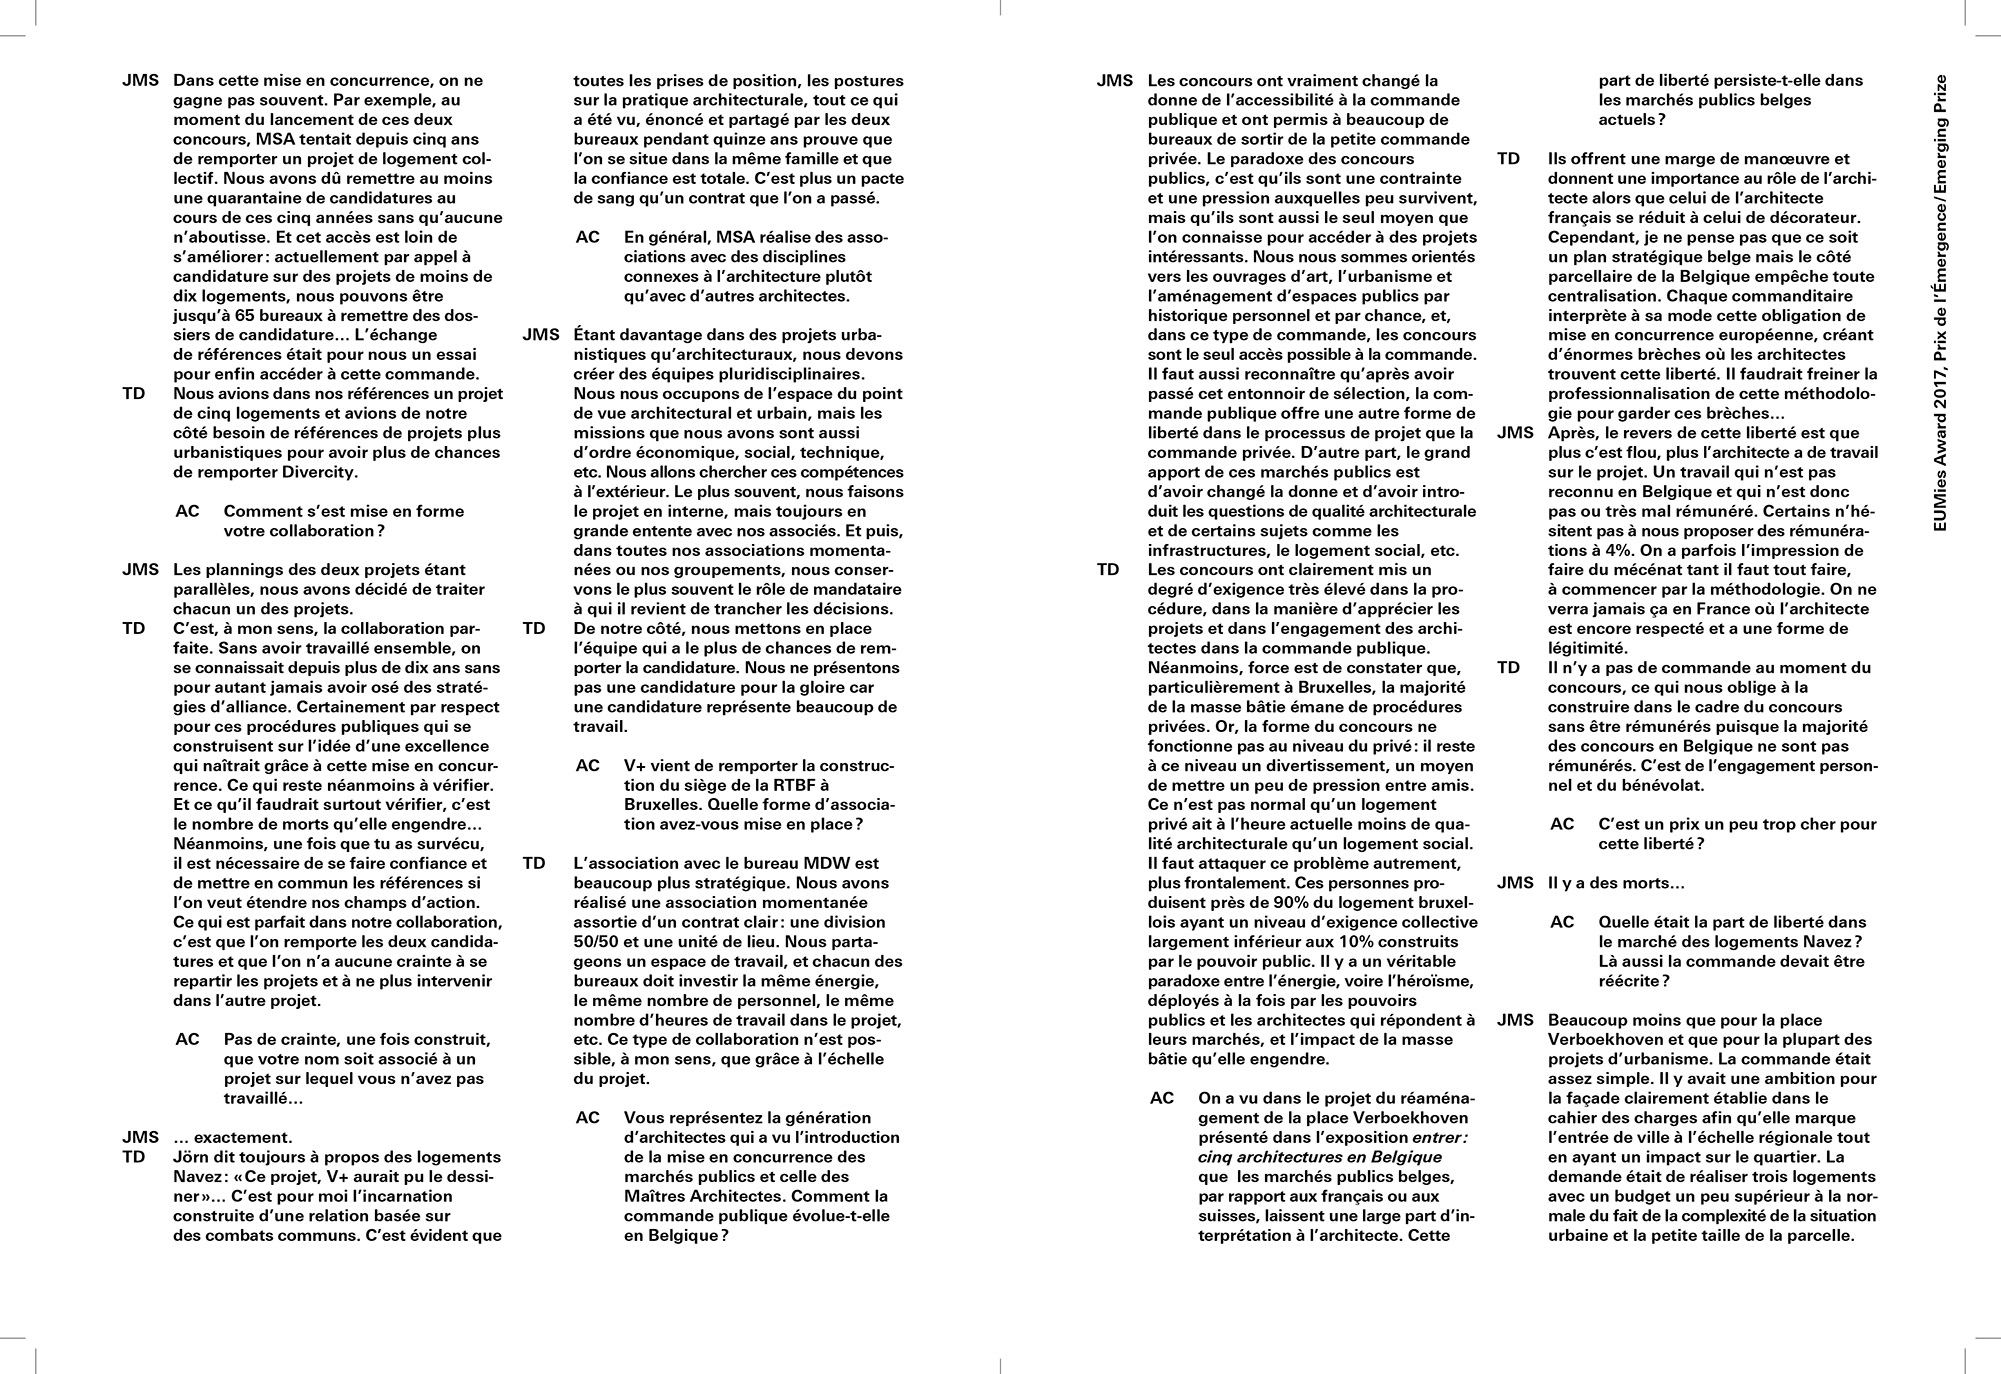 JMS Dans cette mise en concurrence, on ne
gagne pas souvent. Par exemple, au
moment du lancement de ces deux
concours, MSA tentait depuis cinq ans
de remporter un projet de logement col-
lectif. Nous avons dû remettre au moins
une quarantaine de candidatures au
cours de ces cinq années sans qu’aucune
n’aboutisse. Et cet accès est loin de
s’améliorer : actuellement par appel à
candidature sur des projets de moins de
dix logements, nous pouvons être
jusqu’à 65 bureaux à remettre des dos-
siers de candidature… L’échange
de références était pour nous un essai
pour enfin accéder à cette commande.
TD Nous avions dans nos références un projet
de cinq logements et avions de notre
côté besoin de références de projets plus
urbanistiques pour avoir plus de chances
de remporter Divercity.
AC Comment s’est mise en forme
votre collaboration ?
JMS Les plannings des deux projets étant
parallèles, nous avons décidé de traiter
chacun un des projets.
TD C’est, à mon sens, la collaboration par-
faite. Sans avoir travaillé ensemble, on
se connaissait depuis plus de dix ans sans
pour autant jamais avoir osé des straté-
gies d’alliance. Certainement par respect
pour ces procédures publiques qui se
construisent sur l’idée d’une excellence
qui naîtrait grâce à cette mise en concur-
rence. Ce qui reste néanmoins à vérifier.
Et ce qu’il faudrait surtout vérifier, c’est
le nombre de morts qu’elle engendre…
Néanmoins, une fois que tu as survécu,
il est nécessaire de se faire confiance et
de mettre en commun les références si
l’on veut étendre nos champs d’action.
Ce qui est parfait dans notre collaboration,
c’est que l’on remporte les deux candida-
tures et que l’on n’a aucune crainte à se
repartir les projets et à ne plus intervenir
dans l’autre projet.
AC Pas de crainte, une fois construit,
que votre nom soit associé à un
projet sur lequel vous n’avez pas
travaillé…
JMS … exactement.
TD Jörn dit toujours à propos des logements
Navez : « Ce projet, V+ aurait pu le dessi-
ner »… C’est pour moi l’incarnation
construite d’une relation basée sur
des combats communs. C’est évident que
toutes les prises de position, les postures
sur la pratique architecturale, tout ce qui
a été vu, énoncé et partagé par les deux
bureaux pendant quinze ans prouve que
l’on se situe dans la même famille et que
la confiance est totale. C’est plus un pacte
de sang qu’un contrat que l’on a passé.
AC En général, MSA réalise des asso-
ciations avec des disciplines
connexes à l’architecture plutôt
qu’avec d’autres architectes.
JMS Étant davantage dans des projets urba-
nistiques qu’architecturaux, nous devons
créer des équipes pluridisciplinaires.
Nous nous occupons de l’espace du point
de vue architectural et urbain, mais les
missions que nous avons sont aussi
d’ordre économique, social, technique,
etc. Nous allons chercher ces compétences
à l’extérieur. Le plus souvent, nous faisons
le projet en interne, mais toujours en
grande entente avec nos associés. Et puis,
dans toutes nos associations momenta-
nées ou nos groupements, nous conser-
vons le plus souvent le rôle de mandataire
à qui il revient de trancher les décisions.
TD De notre côté, nous mettons en place
l’équipe qui a le plus de chances de rem-
porter la candidature. Nous ne présentons
pas une candidature pour la gloire car
une candidature représente beaucoup de
travail.
AC V+ vient de remporter la construc-
tion du siège de la RTBF à
Bruxelles. Quelle forme d’associa-
tion avez-vous mise en place ?
TD L’association avec le bureau MDW est
beaucoup plus stratégique. Nous avons
réalisé une association momentanée
assortie d’un contrat clair : une division
50/50 et une unité de lieu. Nous parta-
geons un espace de travail, et chacun des
bureaux doit investir la même énergie,
le même nombre de personnel, le même
nombre d’heures de travail dans le projet,
etc. Ce type de collaboration n’est pos-
sible, à mon sens, que grâce à l’échelle
du projet.
AC Vous représentez la génération
d’architectes qui a vu l’introduction
de la mise en concurrence des
marchés publics et celle des
Maîtres Architectes. Comment la
commande publique évolue-t-elle
en Belgique ?
JMS Les concours ont vraiment changé la
donne de l’accessibilité à la commande
publique et ont permis à beaucoup de
bureaux de sortir de la petite commande
privée. Le paradoxe des concours
publics, c’est qu’ils sont une contrainte
et une pression auxquelles peu survivent,
mais qu’ils sont aussi le seul moyen que
l’on connaisse pour accéder à des projets
intéressants. Nous nous sommes orientés
vers les ouvrages d’art, l’urbanisme et
l’aménagement d’espaces publics par
historique personnel et par chance, et,
dans ce type de commande, les concours
sont le seul accès possible à la commande.
Il faut aussi reconnaître qu’après avoir
passé cet entonnoir de sélection, la com-
mande publique offre une autre forme de
liberté dans le processus de projet que la
commande privée. D’autre part, le grand
apport de ces marchés publics est
d’avoir changé la donne et d’avoir intro-
duit les questions de qualité architecturale
et de certains sujets comme les
infrastructures, le logement social, etc.
TD Les concours ont clairement mis un
degré d’exigence très élevé dans la pro-
cédure, dans la manière d’apprécier les
projets et dans l’engagement des archi-
tectes dans la commande publique.
Néanmoins, force est de constater que,
particulièrement à Bruxelles, la majorité
de la masse bâtie émane de procédures
privées. Or, la forme du concours ne
fonctionne pas au niveau du privé : il reste
à ce niveau un divertissement, un moyen
de mettre un peu de pression entre amis.
Ce n’est pas normal qu’un logement
privé ait à l’heure actuelle moins de qua-
lité architecturale qu’un logement social.
Il faut attaquer ce problème autrement,
plus frontalement. Ces personnes pro-
duisent près de 90% du logement bruxel-
lois ayant un niveau d’exigence collective
largement inférieur aux 10% construits
par le pouvoir public. Il y a un véritable
paradoxe entre l’énergie, voire l’héroïsme,
déployés à la fois par les pouvoirs
publics et les architectes qui répondent à
leurs marchés, et l’impact de la masse
bâtie qu’elle engendre.
AC On a vu dans le projet du réaména-
gement de la place Verboekhoven
présenté dans l’exposition entrer :
cinq architectures en Belgique
que les marchés publics belges,
par rapport aux français ou aux
suisses, laissent une large part d’in-
terprétation à l’architecte. Cette
part de liberté persiste-t-elle dans
les marchés publics belges
actuels ?
TD Ils offrent une marge de manœuvre et
donnent une importance au rôle de l’archi-
tecte alors que celui de l’architecte
français se réduit à celui de décorateur.
Cependant, je ne pense pas que ce soit
un plan stratégique belge mais le côté
parcellaire de la Belgique empêche toute
centralisation. Chaque commanditaire
interprète à sa mode cette obligation de
mise en concurrence européenne, créant
d’énormes brèches où les architectes
trouvent cette liberté. Il faudrait freiner la
professionnalisation de cette méthodolo-
gie pour garder ces brèches…
JMS Après, le revers de cette liberté est que
plus c’est flou, plus l’architecte a de travail
sur le projet. Un travail qui n’est pas
reconnu en Belgique et qui n’est donc
pas ou très mal rémunéré. Certains n’hé-
sitent pas à nous proposer des rémunéra-
tions à 4%. On a parfois l’impression de
faire du mécénat tant il faut tout faire,
à commencer par la méthodologie. On ne
verra jamais ça en France où l’architecte
est encore respecté et a une forme de
légitimité.
TD Il n’y a pas de commande au moment du
concours, ce qui nous oblige à la
construire dans le cadre du concours
sans être rémunérés puisque la majorité
des concours en Belgique ne sont pas
rémunérés. C’est de l’engagement person-
nel et du bénévolat.
AC C’est un prix un peu trop cher pour
cette liberté ?
JMS Il y a des morts…
AC Quelle était la part de liberté dans
le marché des logements Navez ?
Là aussi la commande devait être
réécrite ?
JMS Beaucoup moins que pour la place
Verboekhoven et que pour la plupart des
projets d’urbanisme. La commande était
assez simple. Il y avait une ambition pour
la façade clairement établie dans le
cahier des charges afin qu’elle marque
l’entrée de ville à l’échelle régionale tout
en ayant un impact sur le quartier. La
demande était de réaliser trois logements
avec un budget un peu supérieur à la nor-
male du fait de la complexité de la situation
urbaine et la petite taille de la parcelle.
EUMies Award 2017, Prix de l’Émergence / Emerging Prize